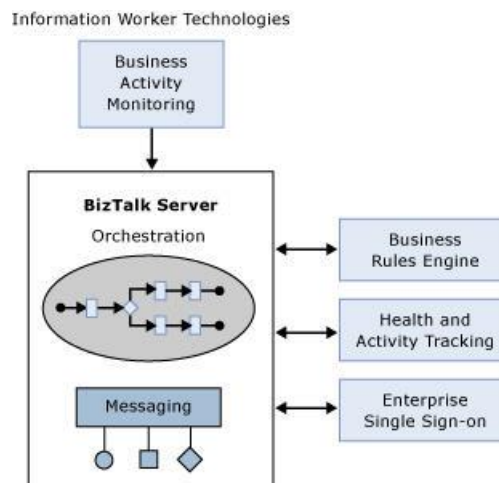 Information Worker Technologies
Business
Activity
Monitoring
BizTalk Server
Orchestration
Business
Rules Engine
Health and
Activity Tracking
Messaging
Enterprise
Single Sign-on